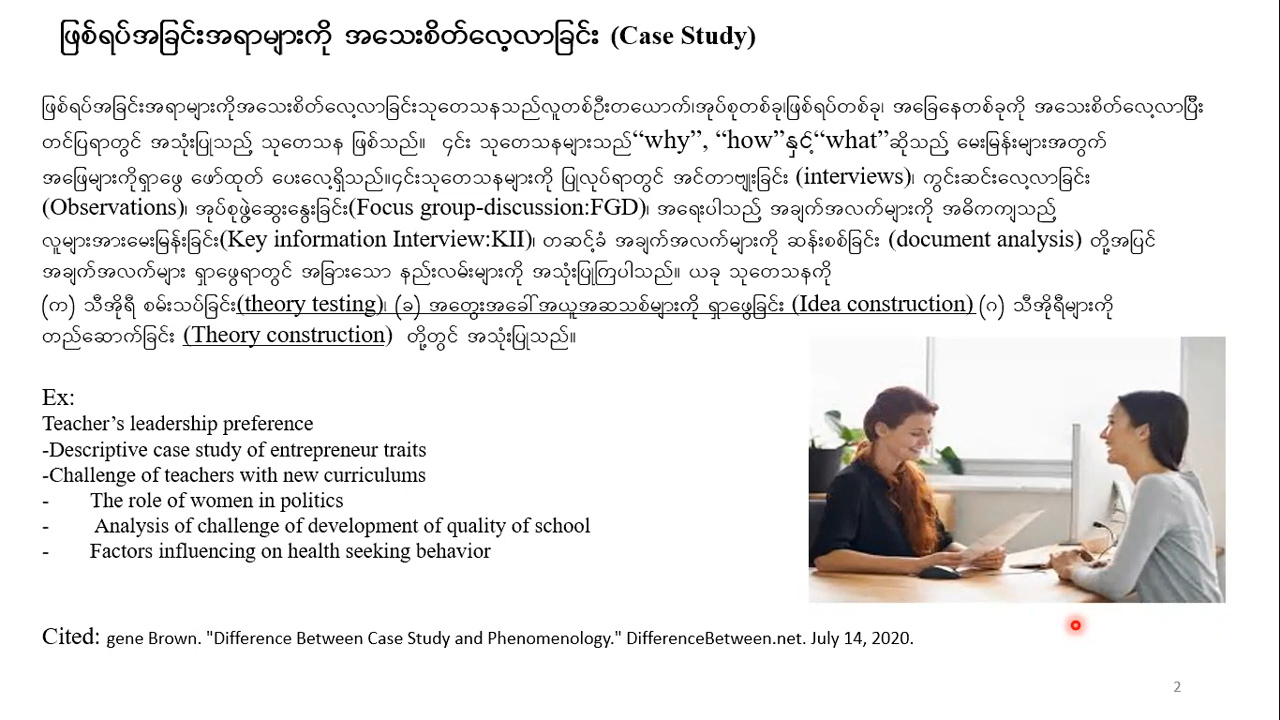 ဖြစ်ရပ်အခြင်းအရာများကို အသေးစိတ်လေ့လာခြင်း (Case Study)
ဖြစ်ရပ်အခြင်းအရာများကိုအသေးစိတ်လေ့လာခြင်းသုတေသနသည်လူတစ်ဦးတယောက်၊အုပ်စုတစ်ခု၊ဖြစ်ရပ်တစ်ခု၊ အခြေနေတစ်ခုကို အသေးစိတ်လေ့လာပြီး
တင်ပြရာတွင် အသုံးပြုသည့် သုတေသန ဖြစ်သည်။ ၄င်း သုတေသနများသည်“why”, “how”နှင့်“what”ဆိုသည့် မေးမြန်းများအတွက်
အဖြေများကိုရှာဖွေ ဖော်ထုတ် ပေးလေ့ရှိသည်။၄င်းသုတေသနများကို ပြုလုပ်ရာတွင် အင်တာဗျူးခြင်း (interviews)၊ ကွင်းဆင်းလေ့လာခြင်း
(Observations)၊ အုပ်စုဖွဲ့ဆွေးနွေးခြင်း(Focus group-discussion:FGD)၊ အရေးပါသည့် အချက်အလက်များကို အဓိကကျသည့်
လူများအားမေးမြန်းခြင်း(Key information Interview:KII)၊ တဆင့်ခံ အချက်အလက်များကို ဆန်းစစ်ခြင်း (document analysis) တို့အပြင်
အချက်အလက်များ ရှာဖွေရာတွင် အခြားသော နည်းလမ်းများကို အသုံးပြုကြပါသည်။ ယခု သုတေသနကို
(က) သီအိုရီ စမ်းသပ်ခြင်း(theory testing)၊ (ခ) အတွေးအခေါ် အယူအဆသစ်များကို ရှာဖွေခြင်း (Idea construction) (ဂ) သီအိုရီများကို
တည်ဆောက်ခြင်း (Theory construction) တို့တွင် အသုံးပြုသည်။
Ex:
Teacher’s leadership preference
-Descriptive case study of entrepreneur traits
-Challenge of teachers with new curriculums
- The role of women in politics
- Analysis of challenge of development of quality of school
- Factors influencing on health seeking behavior
Cited: gene Brown. "Difference Between Case Study and Phenomenology." DifferenceBetween.net. July 14, 2020.
2